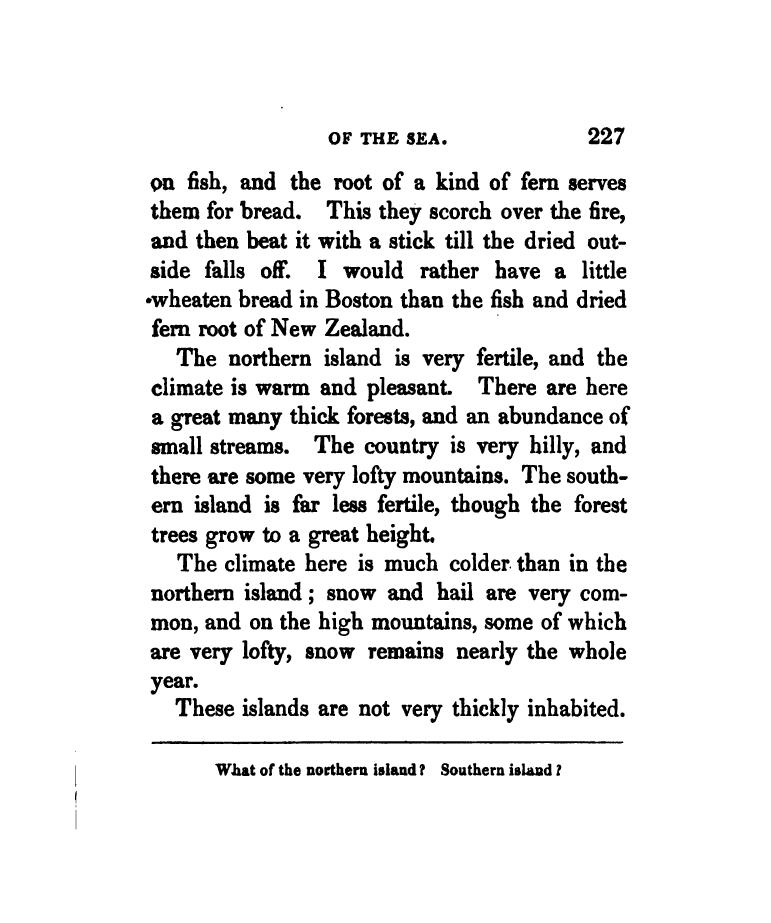 OF THE SEA. 227
on fish, and the root of a kind of fern serves
them for bread. This they scorch over the fire,
and then beat it with a stick till the dried out-
side falls off. I would rather have a little
wheaten bread in Boston than the fish and dried
fern root of New Zealand.
The northern island is very fertile, and the
climate is warm and pleasant. There are here
a great many thick forests, and an abundance of
small streams. The country is very hilly, and
there are some very lofty mountains. The south-
ern island is far less fertile, though the forest
trees grow to a great height.
The climate here is much colder than in the
northern island; snow and hail are very com-
mon, and on the high mountains, some of which
are very lofty, snow remains nearly the whole
year.
These islands are not very thickly inhabited.
What of the northern island? Southern island?